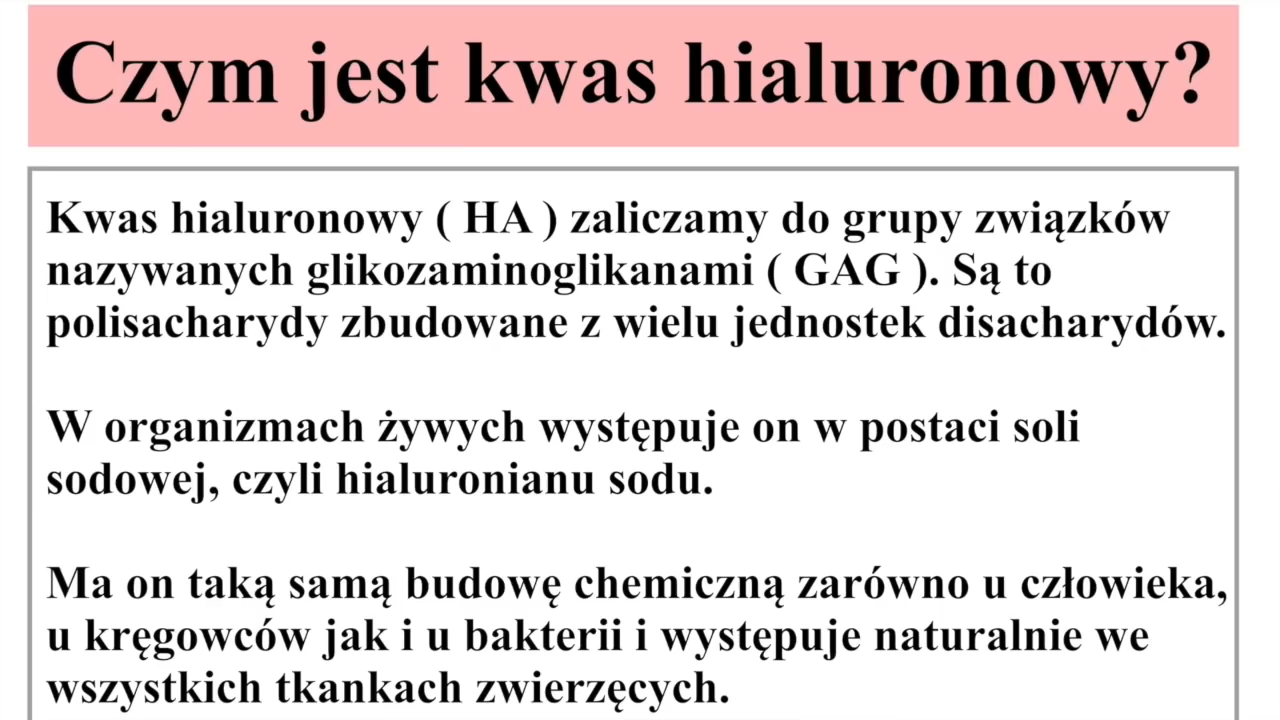 Czym jest kwas hialuronowy?
Kwas hialuronowy ( HA ) zaliczamy do grupy związków
nazywanych glikozaminoglikanami ( GAG ). Są to
polisacharydy zbudowane z wielu jednostek disacharydów.
W organizmach żywych występuje on w postaci soli
sodowej, czyli hialuronianu sodu.
Ma on taką samą budowę chemiczną zarówno u człowieka,
u kręgowców jak i u bakterii i występuje naturalnie we
wszystkich tkankach zwierzęcych.